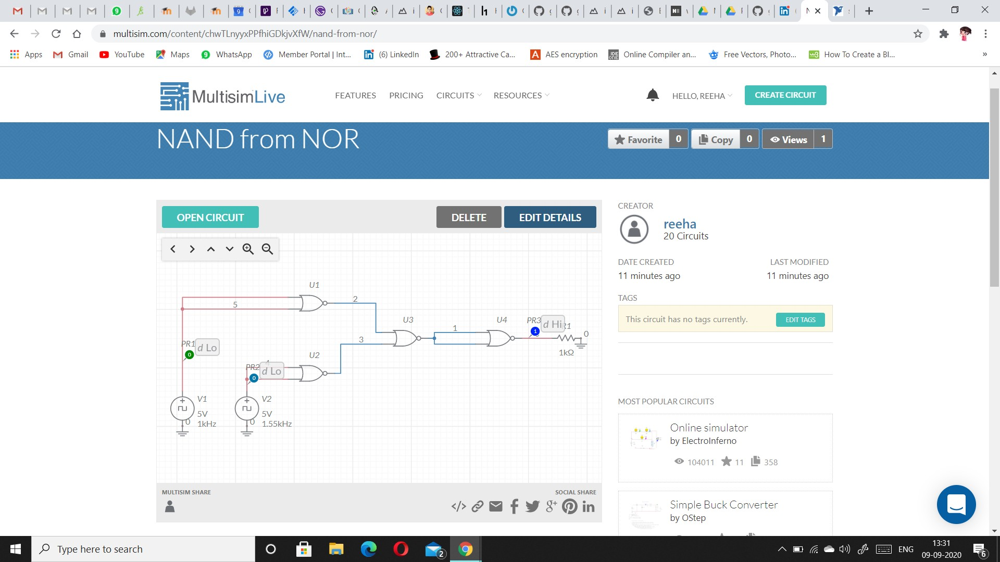 multisim.com/content/chwTLnyyxPPfhiGDkjvXfW/nand-from-nor/
Apps Gmail YouTube Maps WhatsApp Member Portal | Int... (6) LinkedIn 200+ Attractive Ca... AES encryption Online Compiler an... Free Vectors, Photo... How To Create a Bl... »
MultisimLive FEATURES PRICING CIRCUITS RESOURCES HELLO, REEHA CREATE CIRCUIT
NAND from NOR
Favorite 0 Copy 0 Views 1
OPEN CIRCUIT DELETE EDIT DETAILS
U1
5
2
U3
U4
PR3
d Hi
R1
1
1
0
3
1kΩ
PR1
d Lo
0
U2
4
PR2
d Lo
0
V1
5V
1kHz
0
V2
5V
1.55kHz
0
MULTISIM SHARE
SOCIAL SHARE
CREATOR
reeha
20 Circuits
DATE CREATED LAST MODIFIED
11 minutes ago 11 minutes ago
TAGS
This circuit has no tags currently. EDIT TAGS
MOST POPULAR CIRCUITS
Online simulator
by ElectroInferno
104011 11 358
Simple Buck Converter
by OStep
Type here to search
2
ENG
13:31
09-09-2020
6